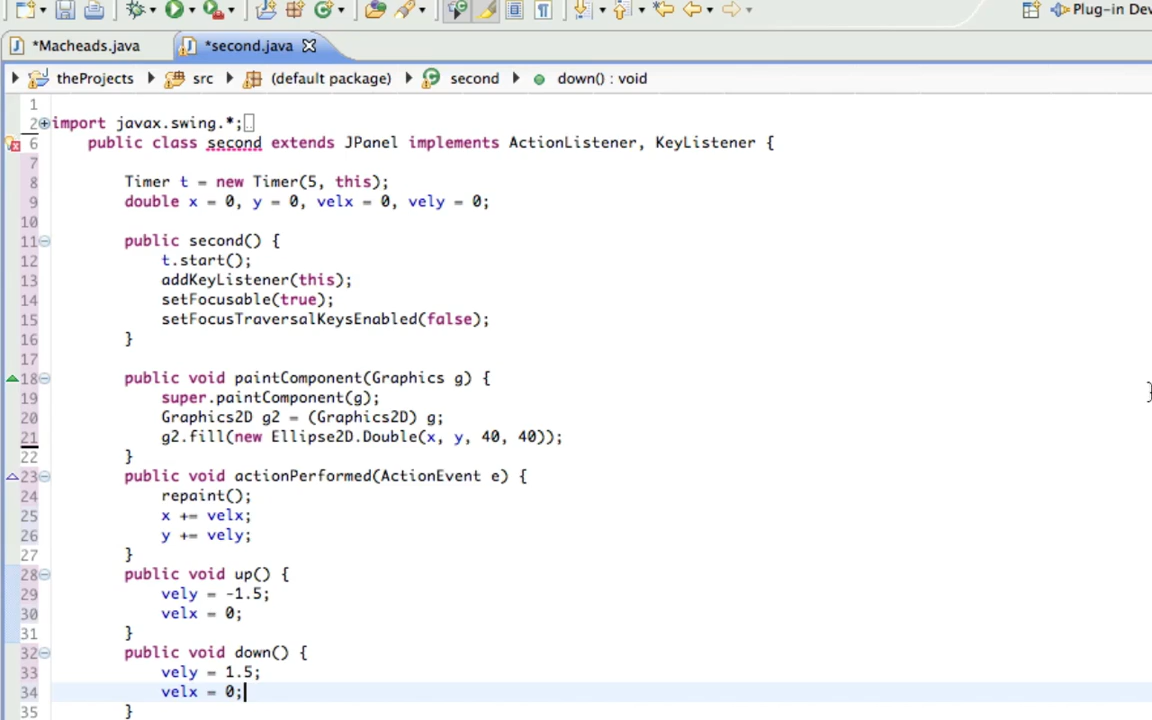 Plug-in Dev
*Macheads.java
*second.java
theProjects src (default package) second down() : void
1
2 import javax.swing.*;
6 public class second extends JPanel implements ActionListener, KeyListener {
7
8 Timer t = new Timer(5, this);
9 double x = 0, y = 0, velx = 0, vely = 0;
10
11 public second() {
12 t.start();
13 addKeyListener(this);
14 setFocusable(true);
15 setFocusTraversalKeysEnabled(false);
16 }
17
18 public void paintComponent(Graphics g) {
19 super.paintComponent(g);
20 Graphics2D g2 = (Graphics2D) g;
21 g2.fill(new Ellipse2D.Double(x, y, 40, 40));
22 }
23 public void actionPerformed(ActionEvent e) {
24 repaint();
25 x += velx;
26 y += vely;
27 }
28 public void up() {
29 vely = -1.5;
30 velx = 0;
31 }
32 public void down() {
33 vely = 1.5;
34 velx = 0;
35 }